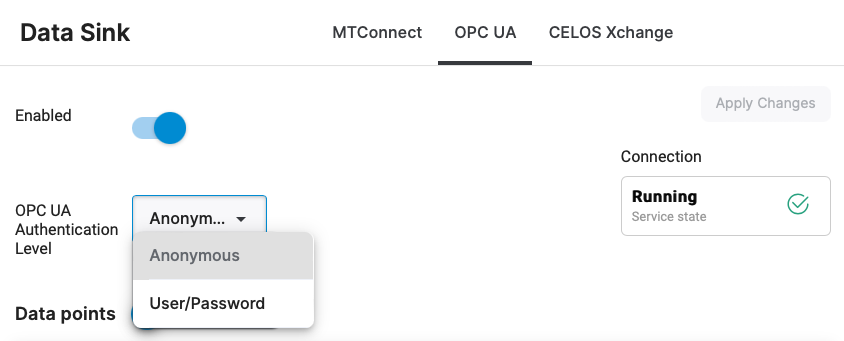 Data Sink
MTConnect
OPC UA
CELOS Xchange
Enabled
Apply Changes
Connection
Running
Service state
OPC UA
Authentication
Level
Anonym...
Anonymous
User/Password
Data points